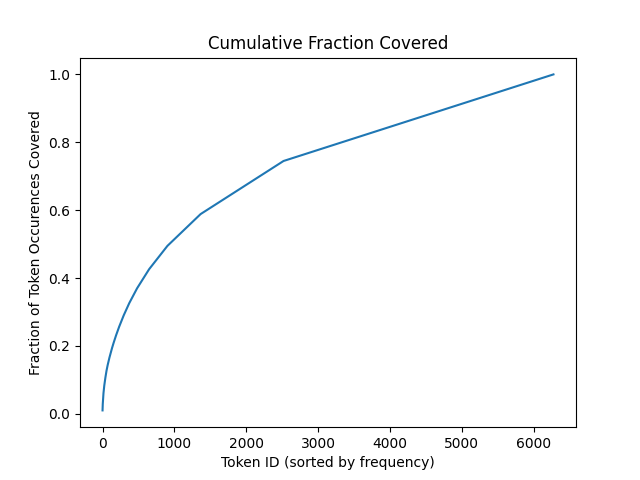 Cumulative Fraction Covered
Fraction of Token Occurences Covered
1.0
0.8
0.6
0.4
0.2
0.0
0 1000 2000 3000 4000 5000 6000
Token ID (sorted by frequency)